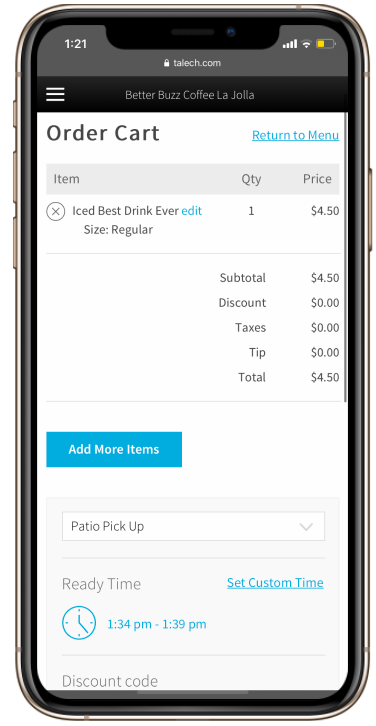 1:21
talech.com
Better Buzz Coffee La Jolla
Order Cart
Return to Menu
Item Qty Price
Iced Best Drink Ever edit 1 $4.50
Size: Regular
Subtotal $4.50
Discount $0.00
Taxes $0.00
Tip $0.00
Total $4.50
Add More Items
Patio Pick Up
Ready Time Set Custom Time
1:34 pm - 1:39 pm
Discount code